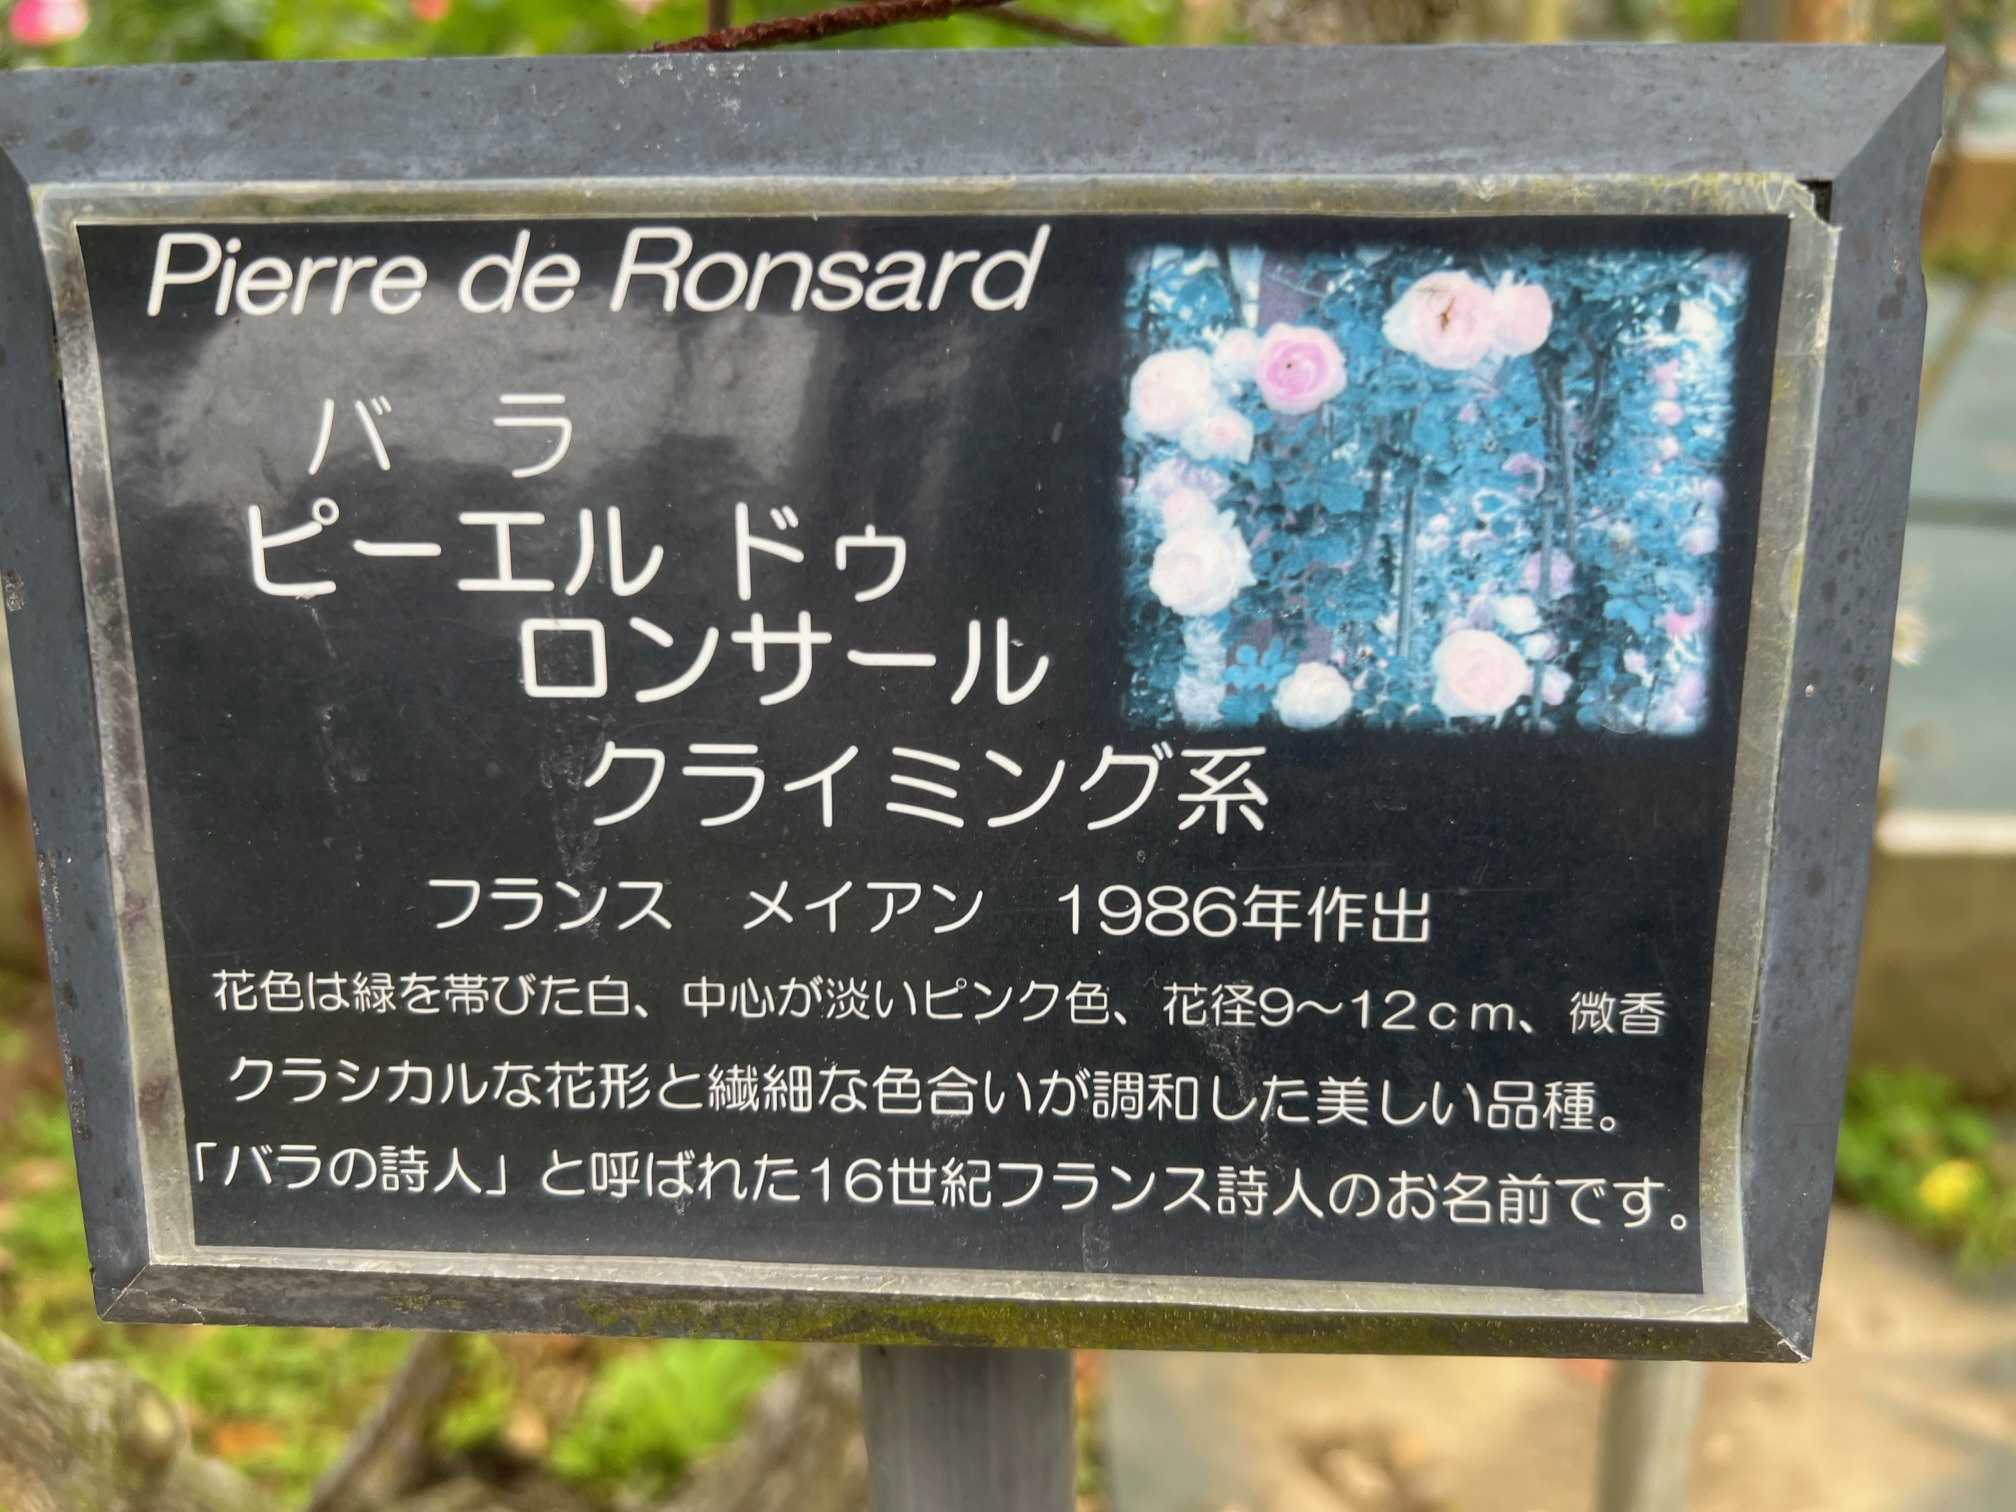 Pierre de Ronsard
バ　ラ
ピーエル ドゥ
ロンサール
クライミング系
フランス　メイアン　1986年作出
花色は緑を帯びた白、中心が淡いピンク色、花径9〜12cm、微香
クラシカルな花形と繊細な色合いが調和した美しい品種。
「バラの詩人」と呼ばれた16世紀フランス詩人のお名前です。